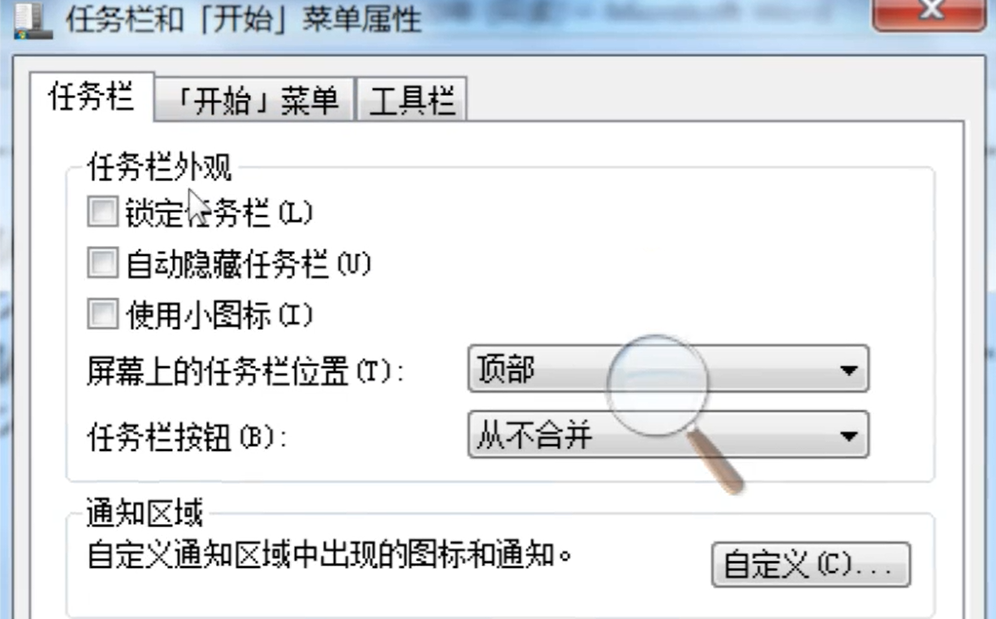 任务栏和「开始」菜单属性
任务栏 「开始」菜单 工具栏
任务栏外观
锁定任务栏(L)
自动隐藏任务栏(U)
使用小图标(I)
屏幕上的任务栏位置(T): 顶部
任务栏按钮(B): 从不合并
通知区域
自定义通知区域中出现的图标和通知。 自定义(C)...